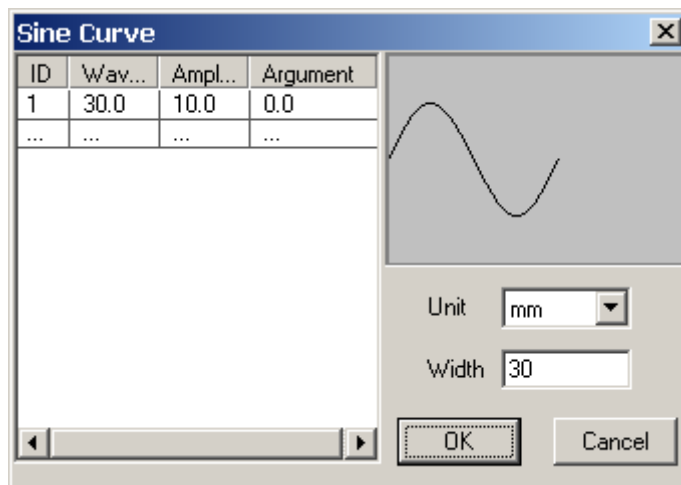 Sine Curve
ID Wav... Ampl... Argument
1 30.0 10.0 0.0
... ... ... ...
Unit mm
Width 30
OK Cancel